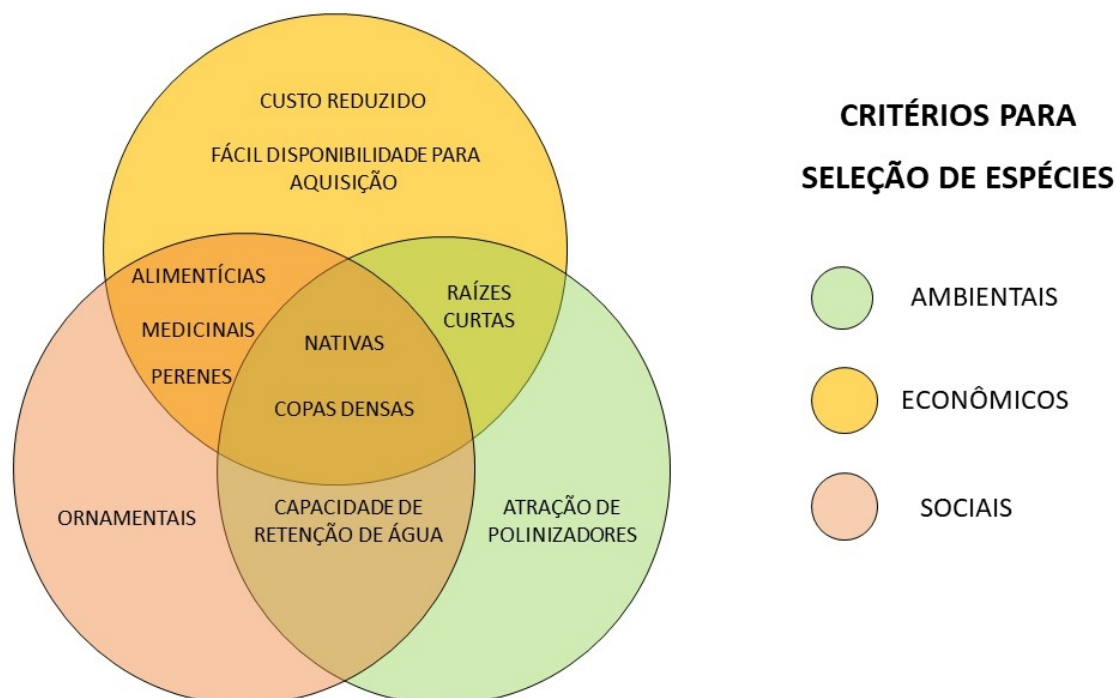 CUSTO REDUZIDO
FÁCIL DISPONIBILIDADE PARA
AQUISIÇÃO
ALIMENTÍCIAS
MEDICINAIS
PERENES
RAÍZES
CURTAS
NATIVAS
COPAS DENSAS
ORNAMENTAIS
CAPACIDADE DE
RETENÇÃO DE ÁGUA
ATRAÇÃO DE
POLINIZADORES
CRITÉRIOS PARA
SELEÇÃO DE ESPÉCIES
AMBIENTAIS
ECONÔMICOS
SOCIAIS